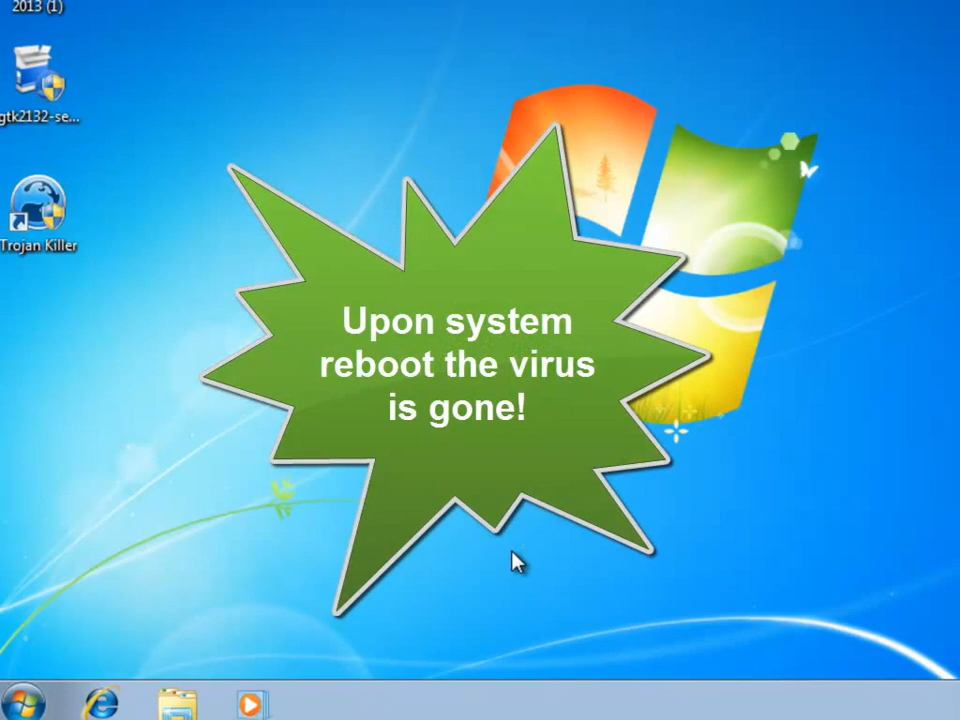 2013 (1)
gtk2132-se...
Trojan Killer
Upon system
reboot the virus
is gone!